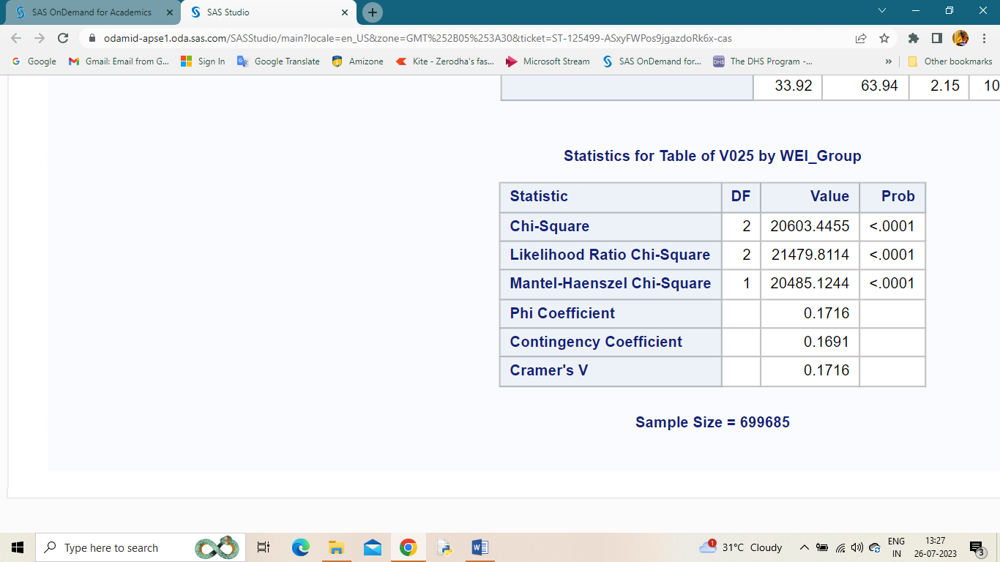 SAS OnDemand for Academics
SAS Studio
odamid-apse1.oda.sas.com/SASStudio/main?locale=en_US&zone=GMT%252B05%253A30&ticket=ST-125499-ASxyFWPos9jgazdoRk6x-cas
Google Gmail: Email from G... Sign In Google Translate Amizone Kite - Zerodha's fas... Microsoft Stream SAS OnDemand for... DHS The DHS Program -... » Other bookmarks
33.92 63.94 2.15 10
Statistics for Table of V025 by WEI_Group
Statistic DF Value Prob
Chi-Square 2 20603.4455 <.0001
Likelihood Ratio Chi-Square 2 21479.8114 <.0001
Mantel-Haenszel Chi-Square 1 20485.1244 <.0001
Phi Coefficient 0.1716
Contingency Coefficient 0.1691
Cramer's V 0.1716
Sample Size = 699685
Type here to search
1 31°C Cloudy
ENG
IN
13:27
26-07-2023
3